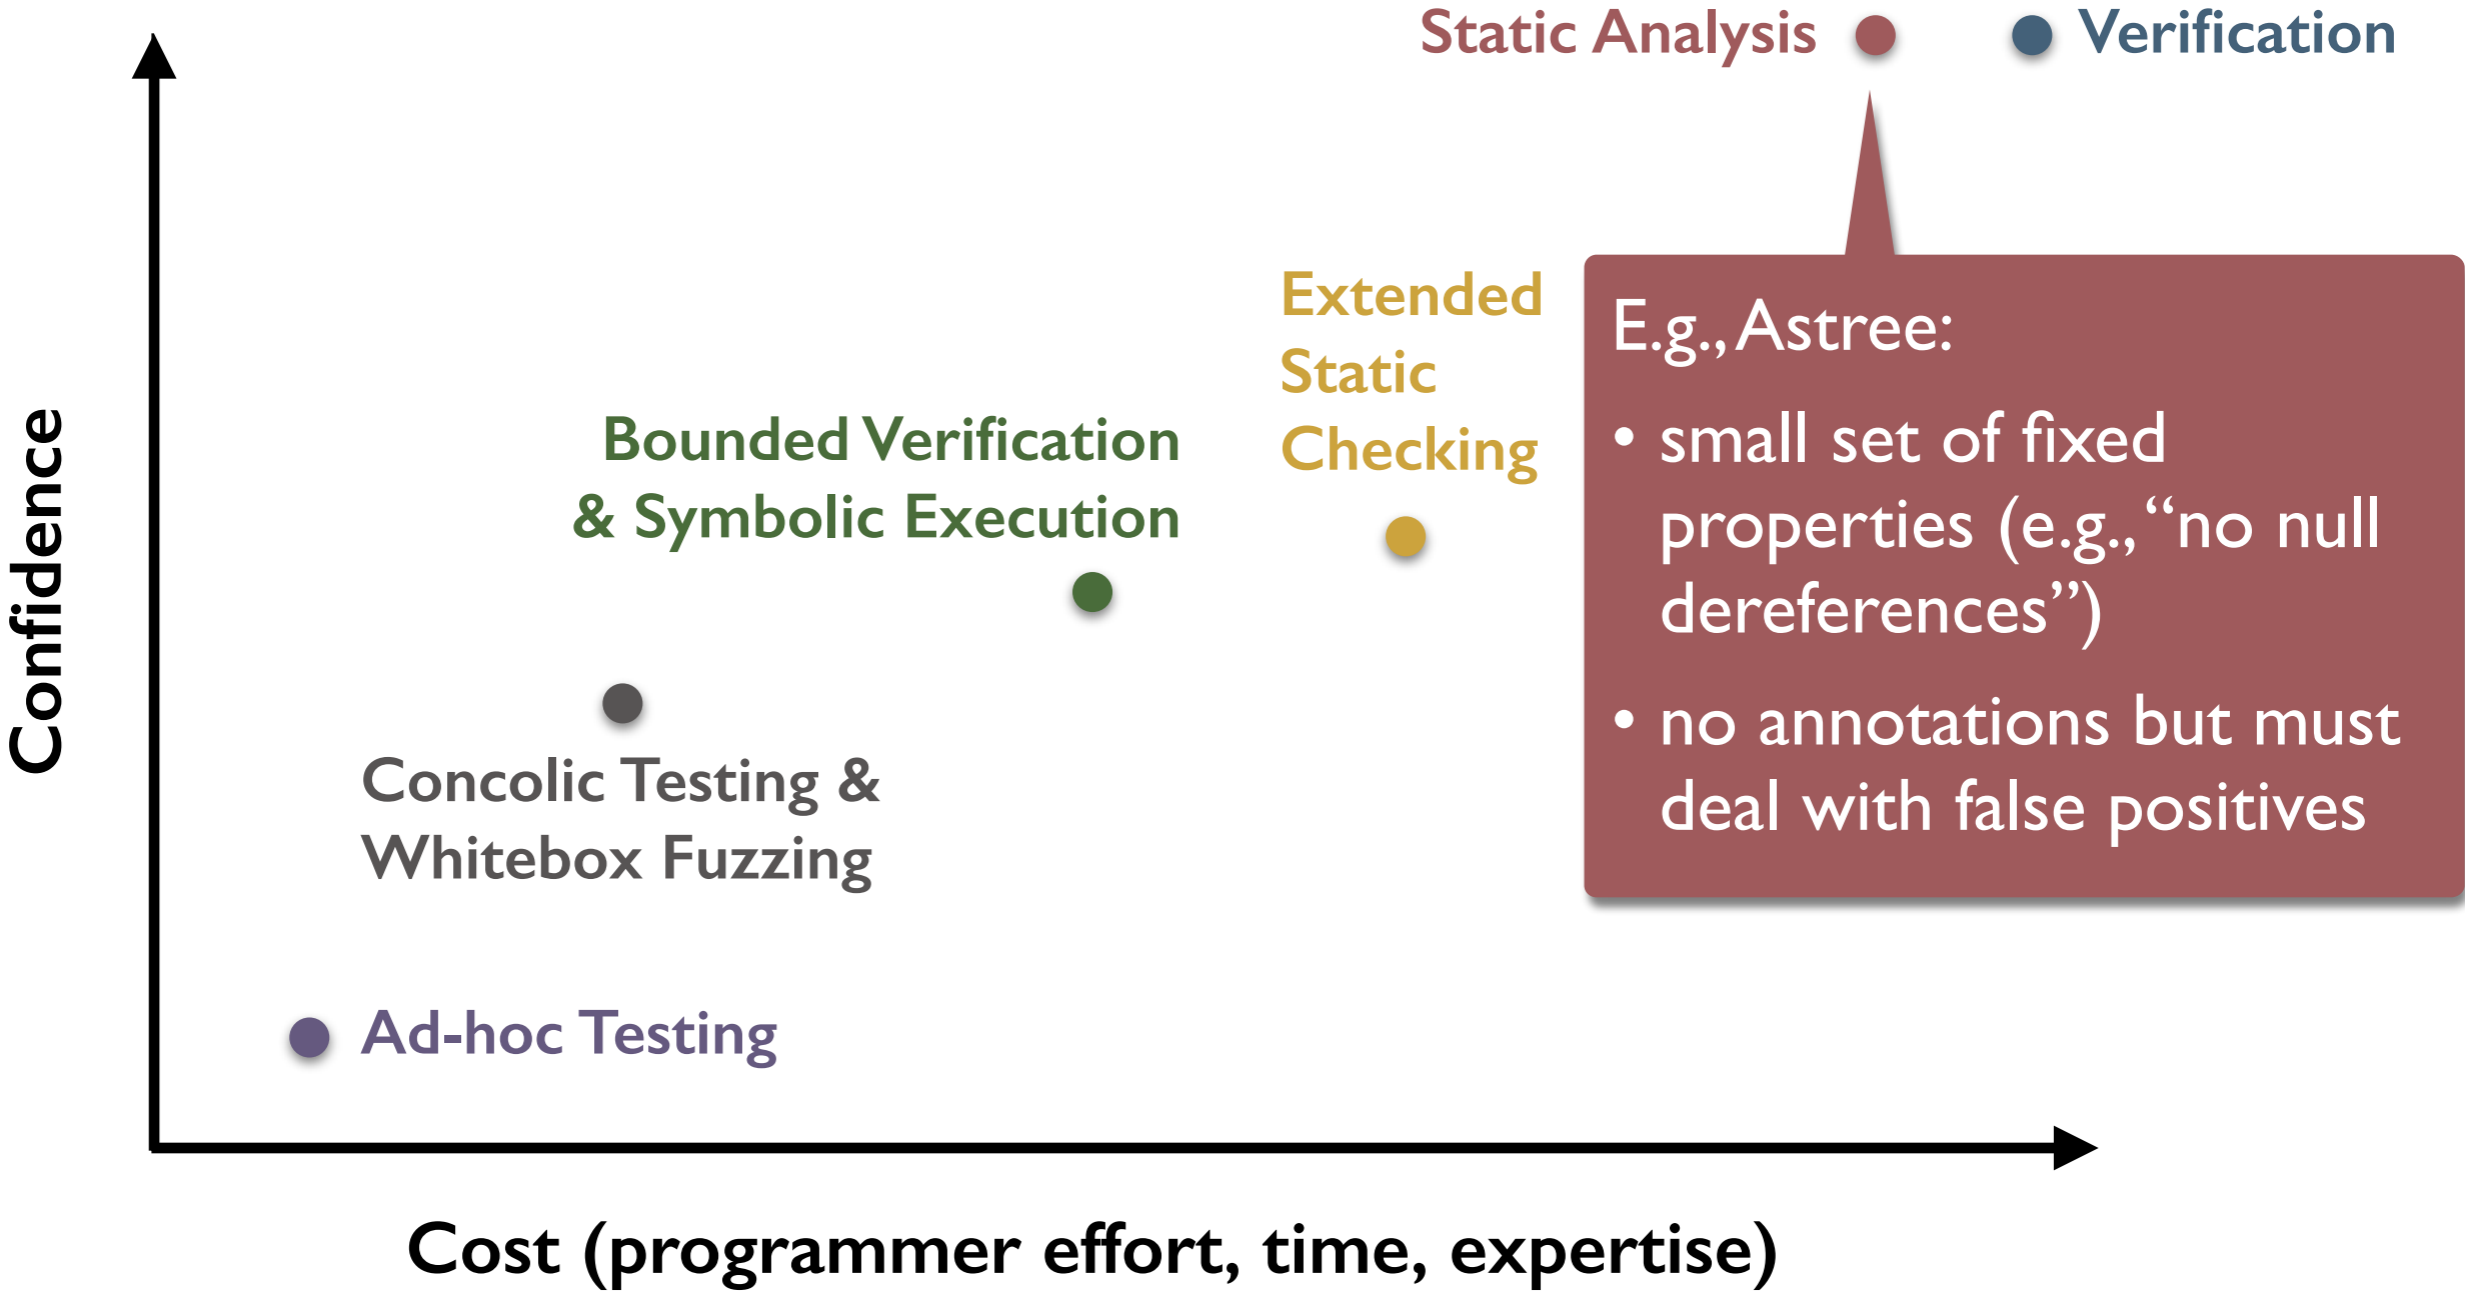 Static Analysis
Verification
Extended
Static
Checking
E.g., Astree:
• small set of fixed
properties (e.g., “no null
dereferences”)
• no annotations but must
deal with false positives
Bounded Verification
& Symbolic Execution
Concolic Testing &
Whitebox Fuzzing
Ad-hoc Testing
Confidence
Cost (programmer effort, time, expertise)